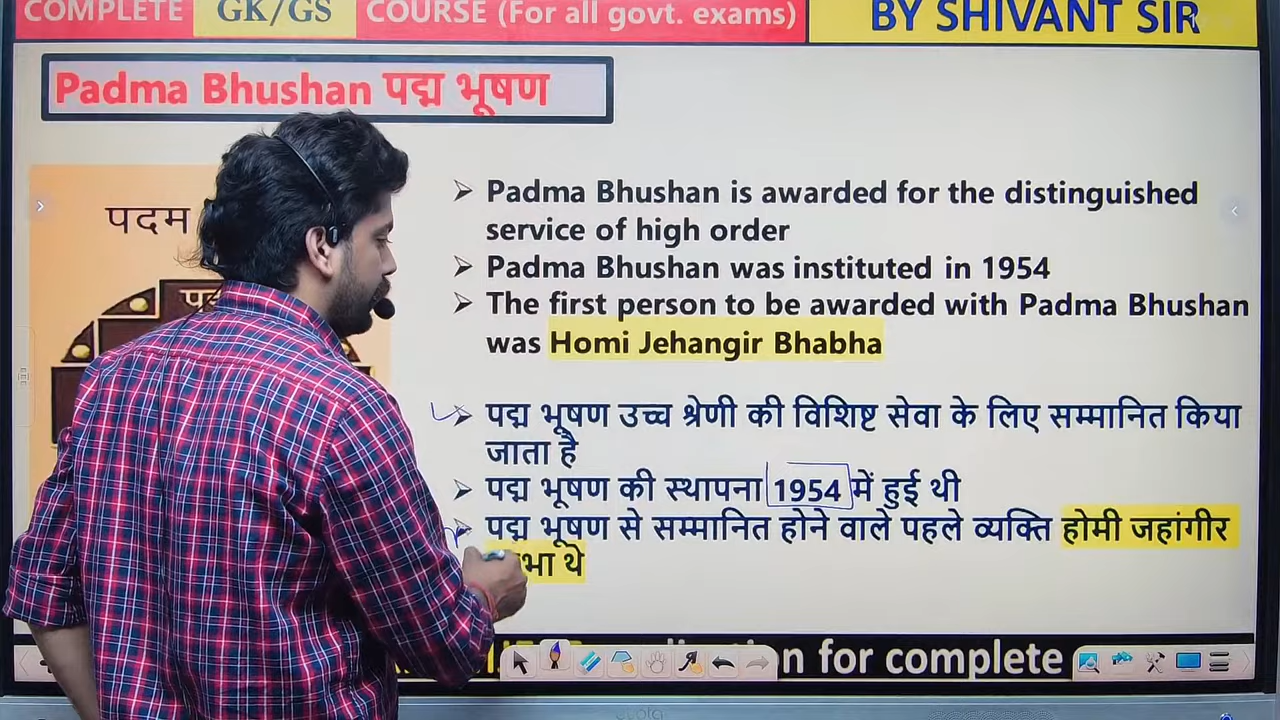 COMPLETE GK/GS COURSE (For all govt. exams) BY SHIVANT SIR
Padma Bhushan पद्म भूषण
पदम
➢ Padma Bhushan is awarded for the distinguished
service of high order
➢ Padma Bhushan was instituted in 1954
➢ The first person to be awarded with Padma Bhushan
was Homi Jehangir Bhabha
➢ पद्म भूषण उच्च श्रेणी की विशिष्ट सेवा के लिए सम्मानित किया
जाता है
➢ पद्म भूषण की स्थापना 1954 में हुई थी
➢ पद्म भूषण से सम्मानित होने वाले पहले व्यक्ति होमी जहांगीर
थे
for complete